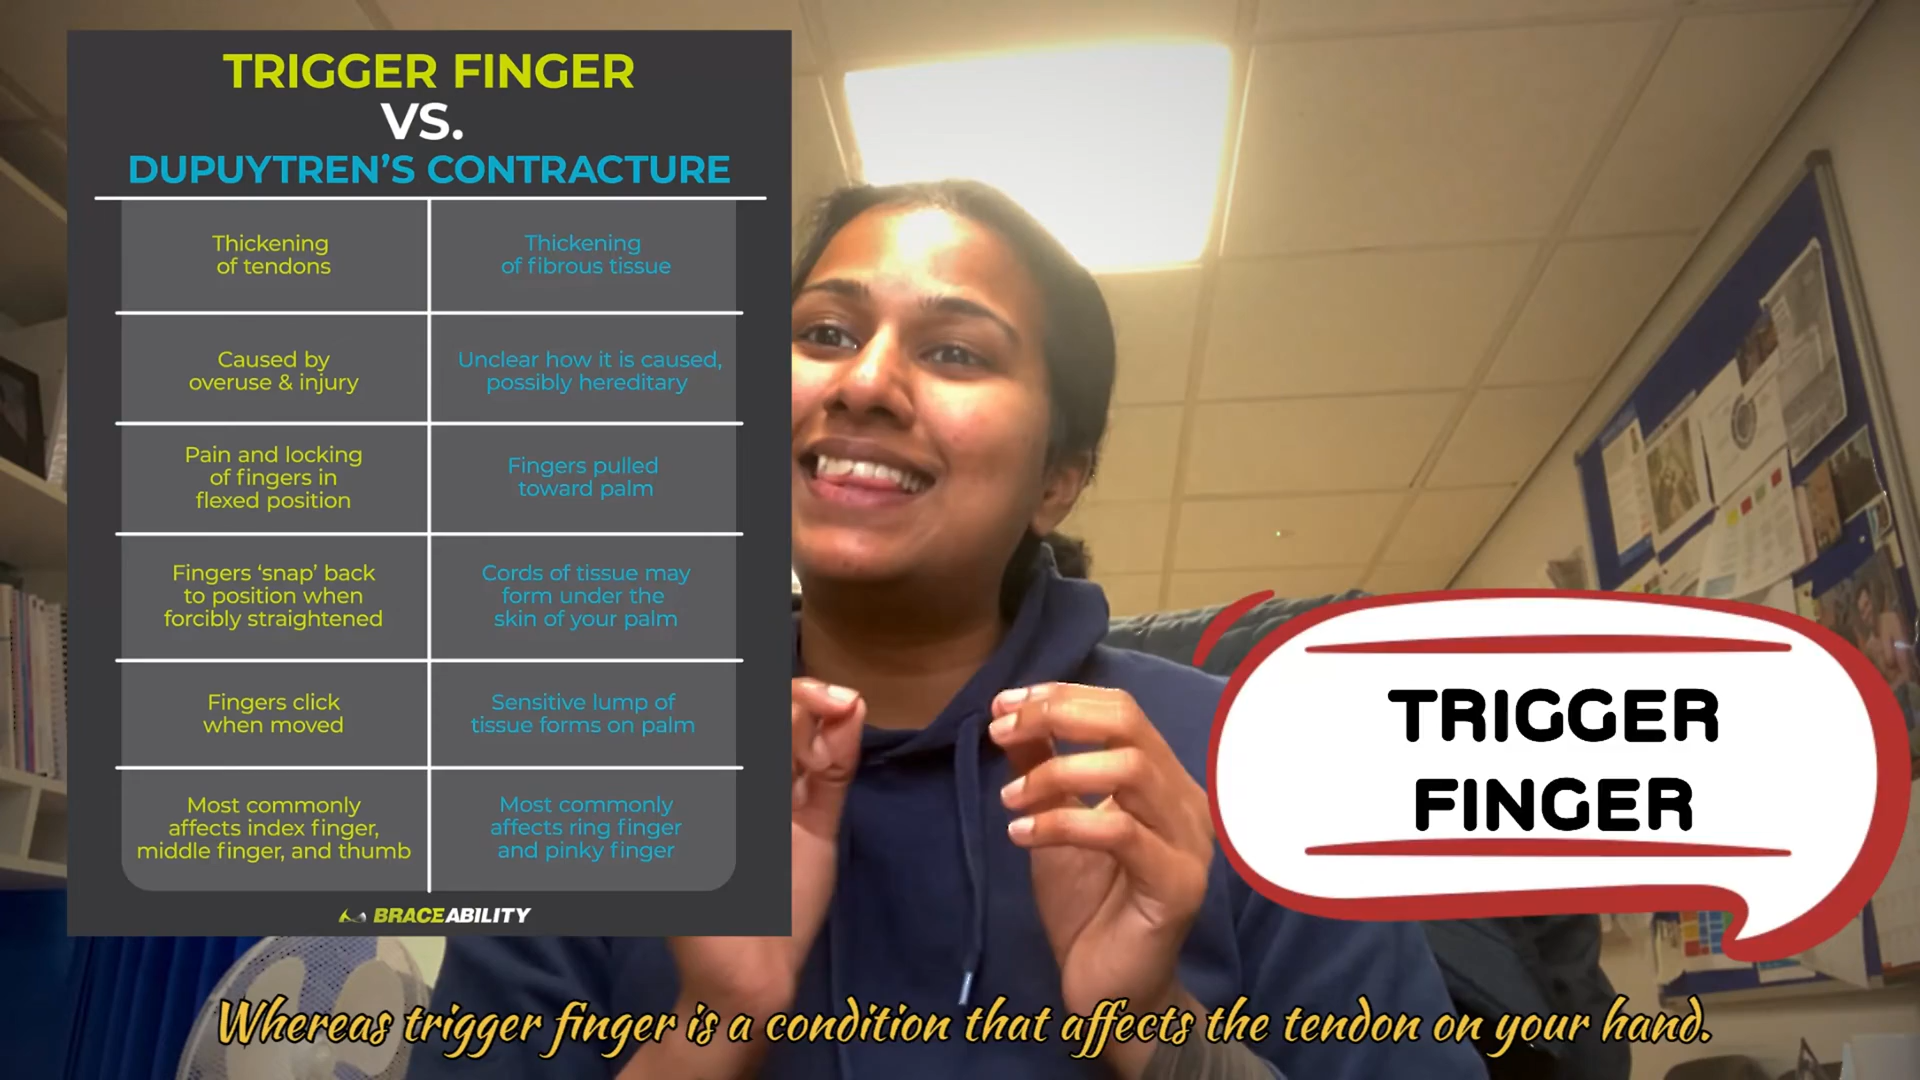 TRIGGER FINGER
VS.
DUPUYTREN'S CONTRACTURE
Thickening
of tendons
Thickening
of fibrous tissue
Caused by
overuse & injury
Unclear how it is caused,
possibly hereditary
Pain and locking
of fingers in
flexed position
Fingers pulled
toward palm
Fingers ‘snap’ back
to position when
forcibly straightened
Cords of tissue may
form under the
skin of your palm
Fingers click
when moved
Sensitive lump of
tissue forms on palm
Most commonly
affects index finger,
middle finger, and thumb
Most commonly
affects ring finger
and pinky finger
BRACEABILITY
TRIGGER
FINGER
Whereas trigger finger is a condition that affects the tendon on your hand.